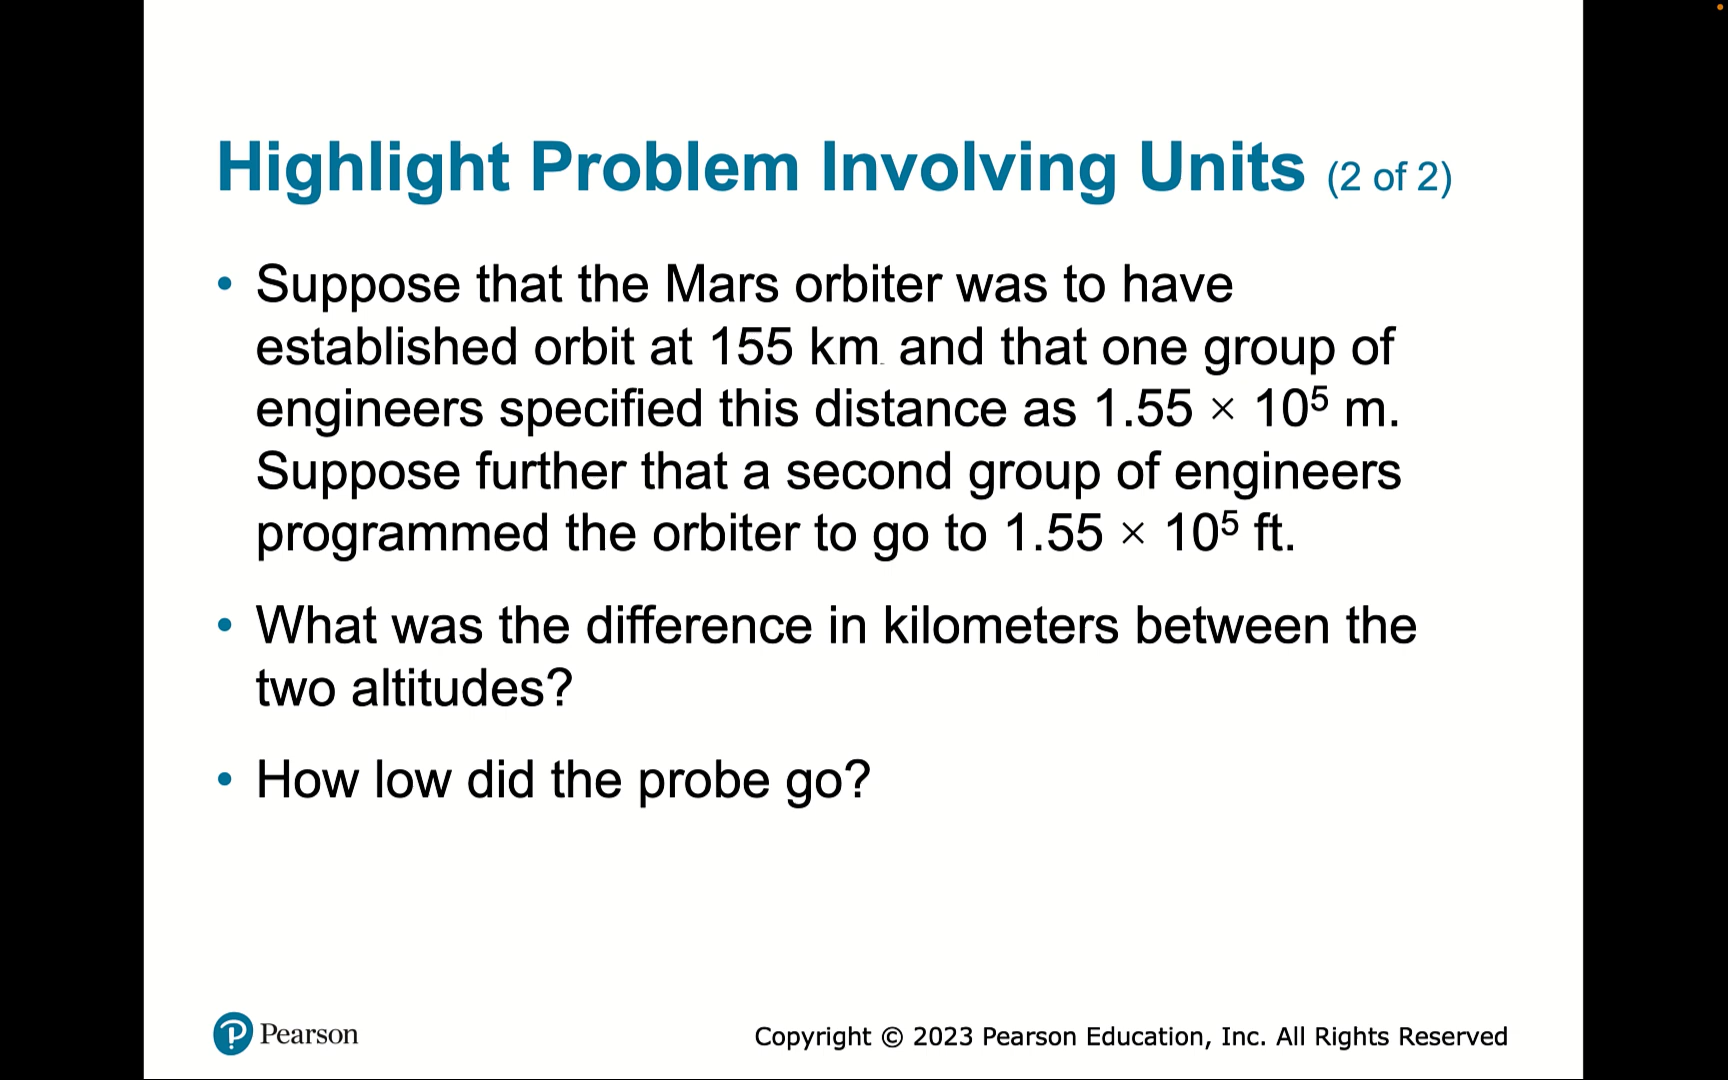 Highlight Problem Involving Units (2 of 2)
• Suppose that the Mars orbiter was to have
established orbit at 155 km and that one group of
engineers specified this distance as 1.55 × 10⁵ m.
Suppose further that a second group of engineers
programmed the orbiter to go to 1.55 × 10⁵ ft.
• What was the difference in kilometers between the
two altitudes?
• How low did the probe go?
Pearson
Copyright © 2023 Pearson Education, Inc. All Rights Reserved